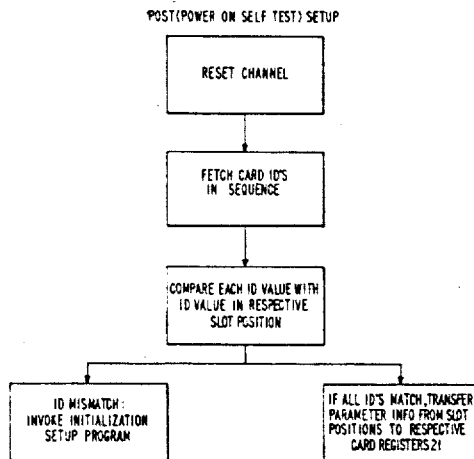 POST(POWER ON SELF TEST) SETUP
RESET CHANNEL
FETCH CARD ID'S
IN SEQUENCE
COMPARE EACH ID VALUE WITH
ID VALUE IN RESPECTIVE
SLOT POSITION
ID MISMATCH:
INVOKE INITIALIZATION
SETUP PROGRAM
IF ALL ID'S MATCH, TRANSFER
PARAMETER INFO FROM SLOT
POSITIONS TO RESPECTIVE
CARD REGISTERS 21